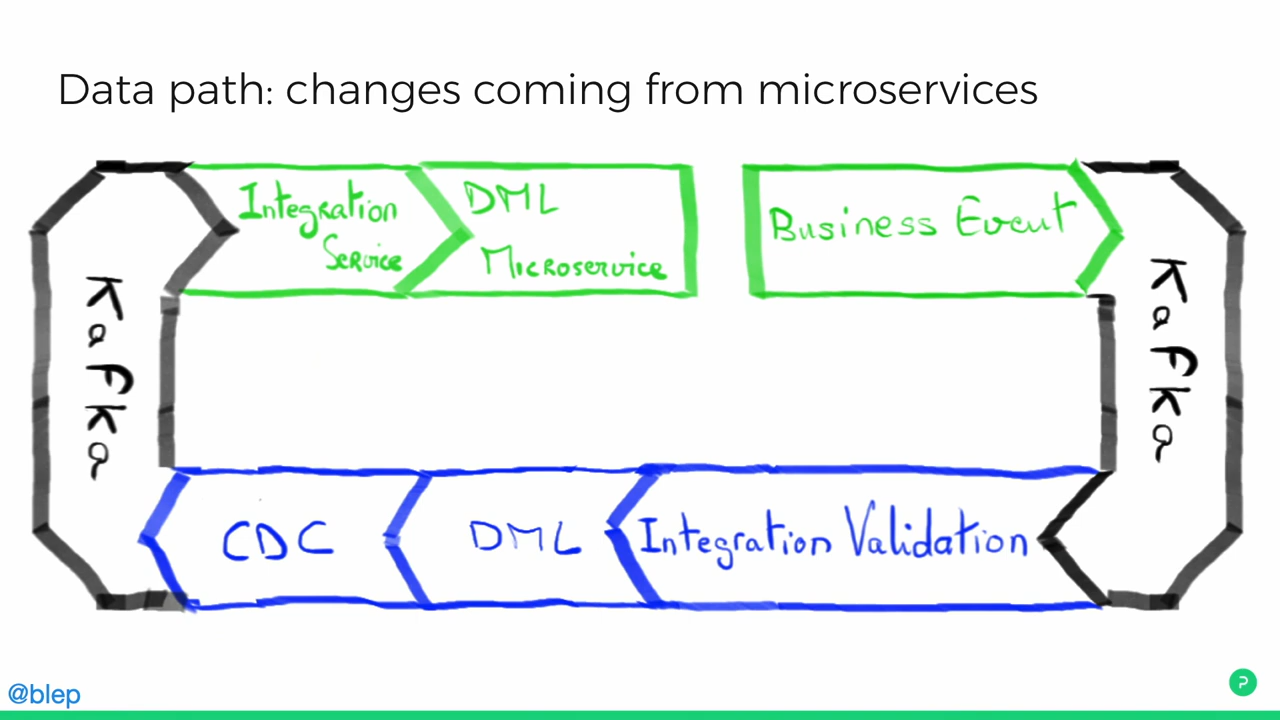 Data path: changes coming from microservices
Integration
Service
DML
Microservice
Business Event
Kafka
Kafka
CDC
DML
Integration Validation
@blep